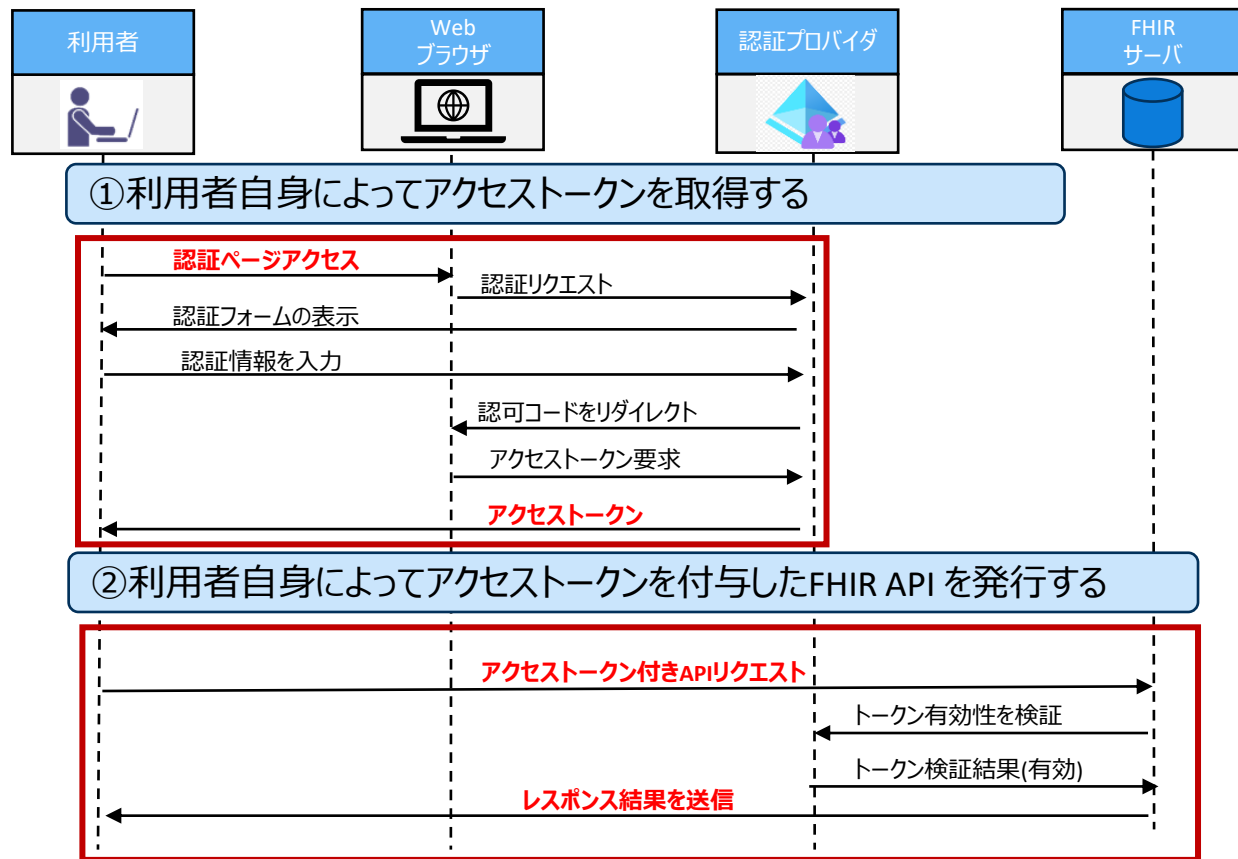 利用者
Web
ブラウザ
認証プロバイダ
FHIR
サーバ
①利用者自身によってアクセストークンを取得する
認証ページアクセス
認証リクエスト
認証フォームの表示
認証情報を入力
認可コードをリダイレクト
アクセストークン要求
アクセストークン
②利用者自身によってアクセストークンを付与したFHIR API を発行する
アクセストークン付きAPIリクエスト
トークン有効性を検証
トークン検証結果(有効)
レスポンス結果を送信